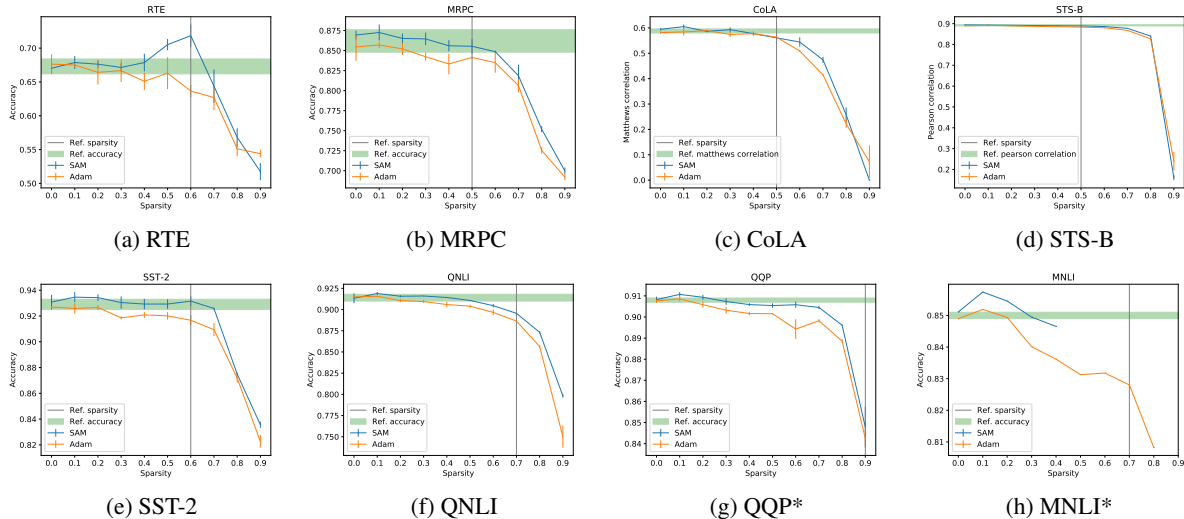 RTE
Accuracy
0.70
0.65
0.60
0.55
0.50
Ref. sparsity
Ref. accuracy
SAM
Adam
0.0 0.1 0.2 0.3 0.4 0.5 0.6 0.7 0.8 0.9
Sparsity
(a) RTE
MRPC
Accuracy
0.875
0.850
0.825
0.800
0.775
0.750
0.725
0.700
Ref. sparsity
Ref. accuracy
SAM
Adam
0.0 0.1 0.2 0.3 0.4 0.5 0.6 0.7 0.8 0.9
Sparsity
(b) MRPC
CoLA
Matthews correlation
0.6
0.5
0.4
0.3
0.2
0.1
0.0
Ref. sparsity
Ref. matthews correlation
SAM
Adam
0.0 0.1 0.2 0.3 0.4 0.5 0.6 0.7 0.8 0.9
Sparsity
(c) CoLA
STS-B
Pearson correlation
0.9
0.8
0.7
0.6
0.5
0.4
0.3
0.2
Ref. sparsity
Ref. pearson correlation
SAM
Adam
0.0 0.1 0.2 0.3 0.4 0.5 0.6 0.7 0.8 0.9
Sparsity
(d) STS-B
SST-2
Accuracy
0.94
0.92
0.90
0.88
0.86
0.84
0.82
Ref. sparsity
Ref. accuracy
SAM
Adam
0.0 0.1 0.2 0.3 0.4 0.5 0.6 0.7 0.8 0.9
Sparsity
(e) SST-2
QNLI
Accuracy
0.925
0.900
0.875
0.850
0.825
0.800
0.775
0.750
Ref. sparsity
Ref. accuracy
SAM
Adam
0.0 0.1 0.2 0.3 0.4 0.5 0.6 0.7 0.8 0.9
Sparsity
(f) QNLI
QQP
Accuracy
0.91
0.90
0.89
0.88
0.87
0.86
0.85
0.84
Ref. sparsity
Ref. accuracy
SAM
Adam
0.0 0.1 0.2 0.3 0.4 0.5 0.6 0.7 0.8 0.9
Sparsity
(g) QQP*
MNLI
Accuracy
0.85
0.84
0.83
0.82
0.81
Ref. sparsity
Ref. accuracy
SAM
Adam
0.0 0.1 0.2 0.3 0.4 0.5 0.6 0.7 0.8 0.9
Sparsity
(h) MNLI*